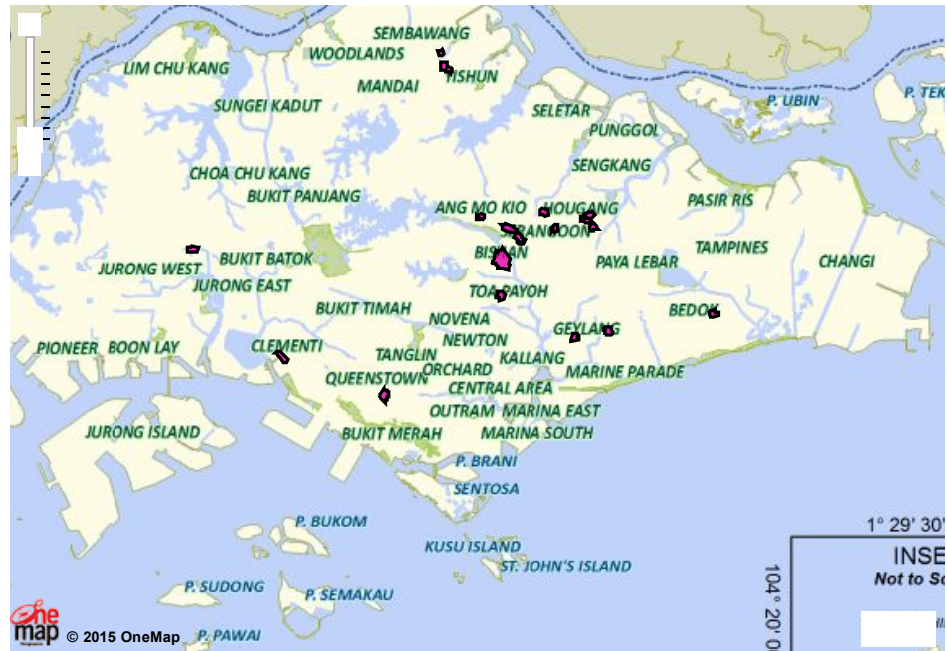 SEMBAWANG
WOODLANDS
LIM CHU KANG
YISHUN
MANDAI
P. UBIN
P. TEK
SUNGEI KADUT
SELETAR
PUNGGOL
SENGKANG
CHOA CHU KANG
BUKIT PANJANG
PASIR RIS
ANG MO KIO
HOUGANG
SERANGOON
BISHAN
TAMPINES
BUKIT BATOK
PAYA LEBAR
CHANGI
JURONG WEST
JURONG EAST
TOA PAYOH
BUKIT TIMAH
BEDOK
NOVENA
GEYLANG
NEWTON
PIONEER
BOON LAY
CLEMENTI
TANGLIN
KALLANG
ORCHARD
MARINE PARADE
QUEENSTOWN
CENTRAL AREA
OUTRAM
MARINA EAST
JURONG ISLAND
BUKIT MERAH
MARINA SOUTH
P. BRANI
SENTOSA
P. BUKOM
1° 29' 30'
KUSU ISLAND
INSE
ST. JOHN'S ISLAND
Not to Sc
104° 20' 0
P. SUDONG
P. SEMAKAU
One
map © 2015 OneMap
P. PAWAI